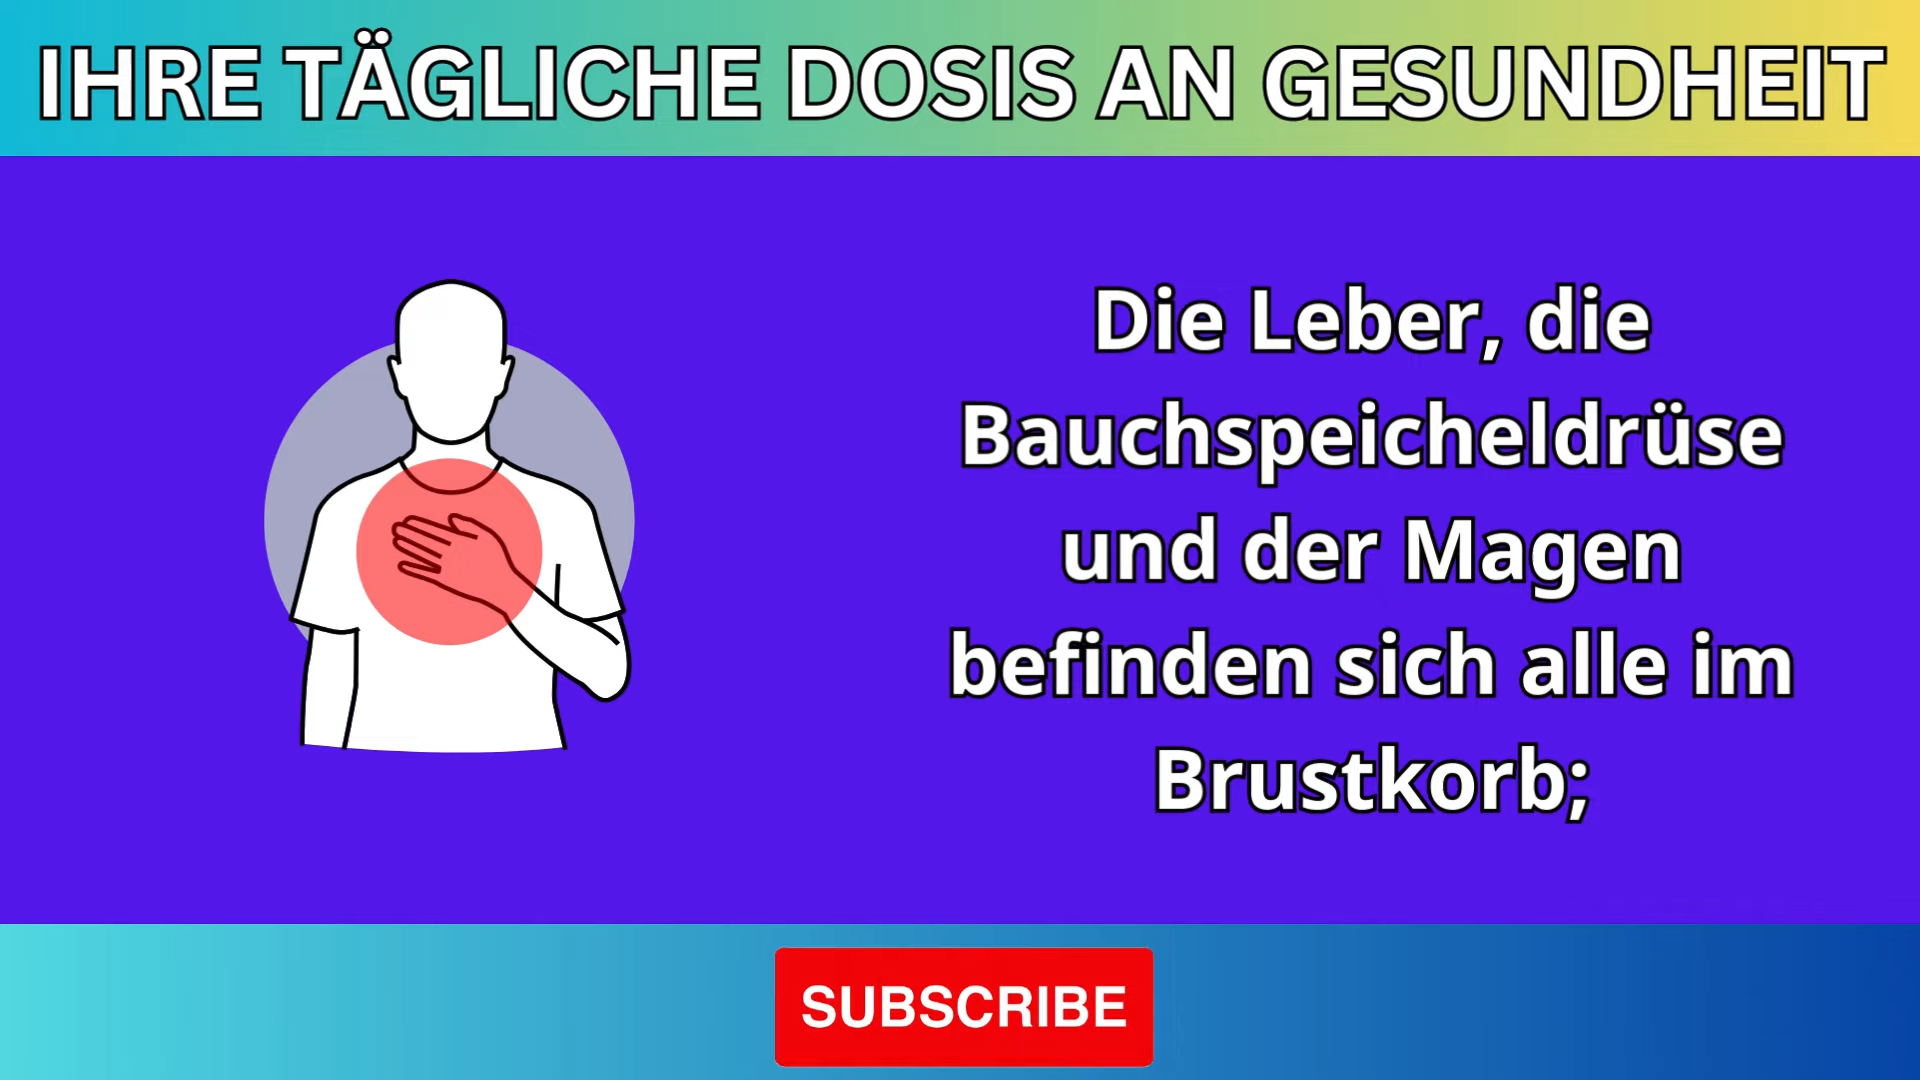 IHRE TÄGLICHE DOSIS AN GESUNDHEIT
Die Leber, die
Bauchspeicheldrüse
und der Magen
befinden sich alle im
Brustkorb;
SUBSCRIBE